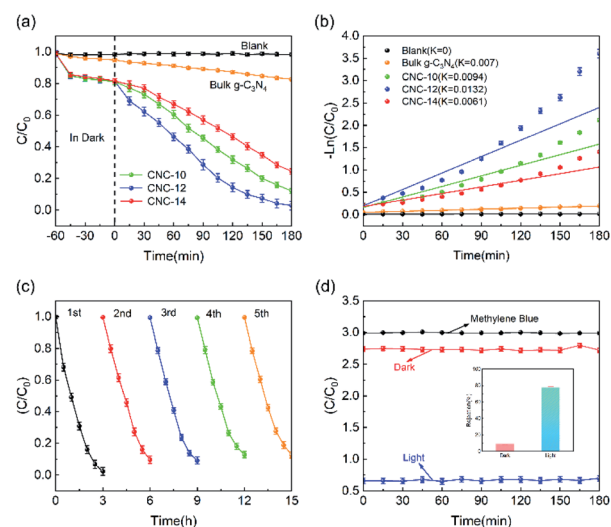 (a)
C/C0
1.0
0.8
0.6
0.4
0.2
0.0
Blank
Bulk g-C3N4
In Dark
CNC-10
CNC-12
CNC-14
-60 -30 0 30 60 90 120 150 180
Time(min)
(b)
-Ln(C/C0)
4.0
3.5
3.0
2.5
2.0
1.5
1.0
0.5
0.0
Blank(K=0)
Bulk g-C3N4(K=0.007)
CNC-10(K=0.0094)
CNC-12(K=0.0132)
CNC-14(K=0.0061)
0 30 60 90 120 150 180
Time(min)
(c)
(C/C0)
1.0
0.8
0.6
0.4
0.2
0.0
1st 2nd 3rd 4th 5th
0 3 6 9 12 15
Time(h)
(d)
(C/C0)
3.5
3.0
2.5
2.0
1.5
1.0
0.5
Methylene Blue
Dark
Light
80
60
40
20
0
Dark Light
0 30 60 90 120 150 180
Time(min)